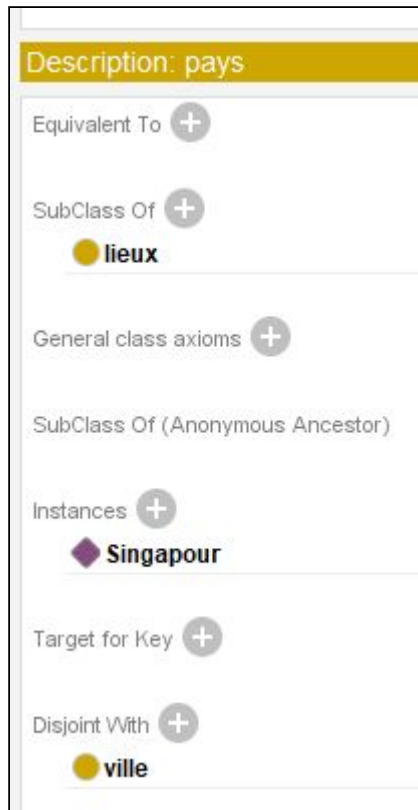 Description: pays
Equivalent To
SubClass Of
lieux
General class axioms
SubClass Of (Anonymous Ancestor)
Instances
Singapour
Target for Key
Disjoint With
ville